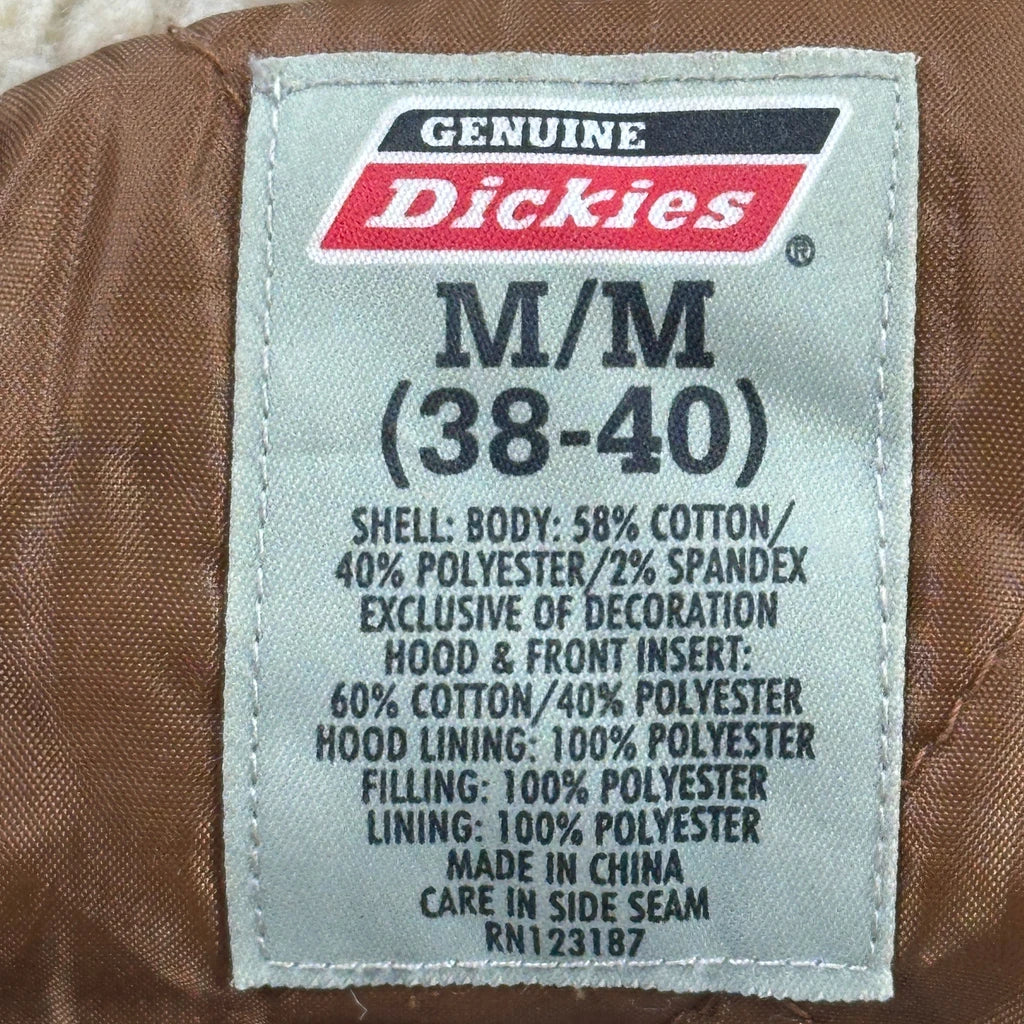 GENUINE
Dickies
®
M/M
(38-40)
SHELL: BODY: 58% COTTON/
40% POLYESTER/2% SPANDEX
EXCLUSIVE OF DECORATION
HOOD & FRONT INSERT:
60% COTTON/40% POLYESTER
HOOD LINING: 100% POLYESTER
FILLING: 100% POLYESTER
LINING: 100% POLYESTER
MADE IN CHINA
CARE IN SIDE SEAM
RN123187